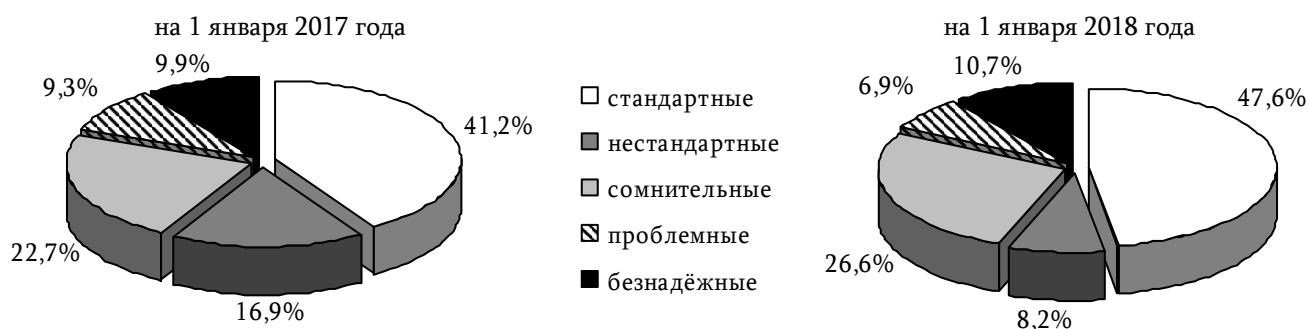 на 1 января 2017 года
9,9%
9,3%
41,2%
22,7%
16,9%
стандартные
нестандартные
сомнительные
проблемные
безнадёжные
на 1 января 2018 года
10,7%
6,9%
47,6%
26,6%
8,2%